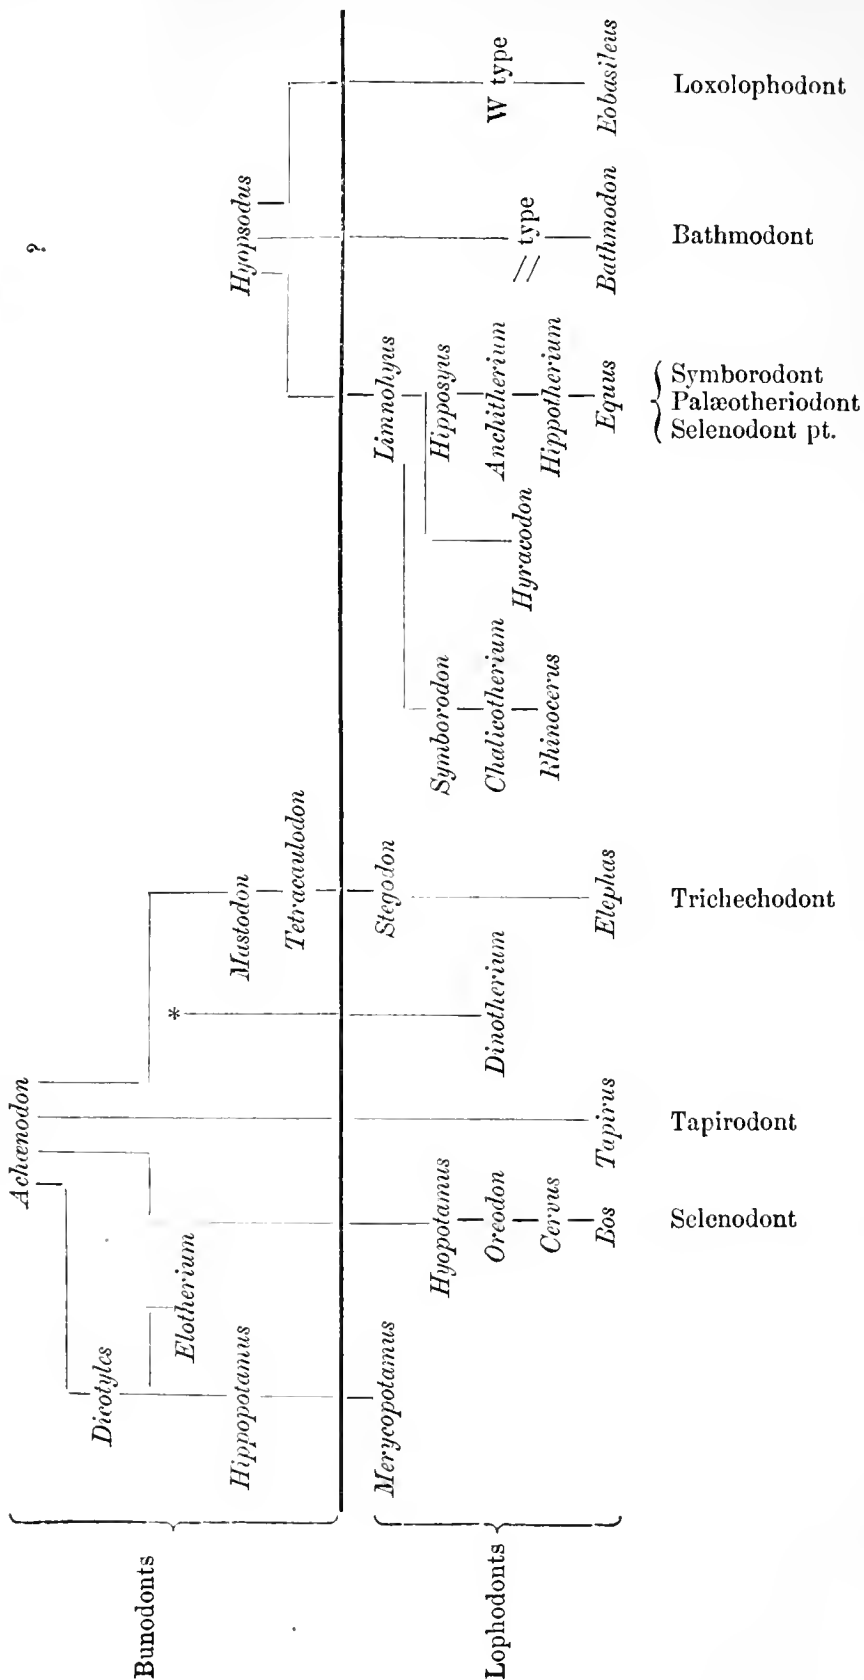 Achænodon
?
Dicotyles
Bunodonts
Elotherium
*
Hippopotamus
Mastodon
Hyopsodus
Tetracaulodon
Merycopotamus
Stegodon
Limnohyus
Hyopotamus
Symborodon
Hipposyus
Lophodonts
Oreodon
Dinotherium
Chalicotherium
Anchitherium
W type
Hyracodon
Cervus
Rhinocerus
Hippotherium
// type
Bos
Tapirus
Elephas
Equus
Bathmodon
Eobasileus
Selenodont
Tapirodont
Trichechodont
Symborodont
Palæotheriodont
Selenodont pt.
Bathmodont
Loxolophodont